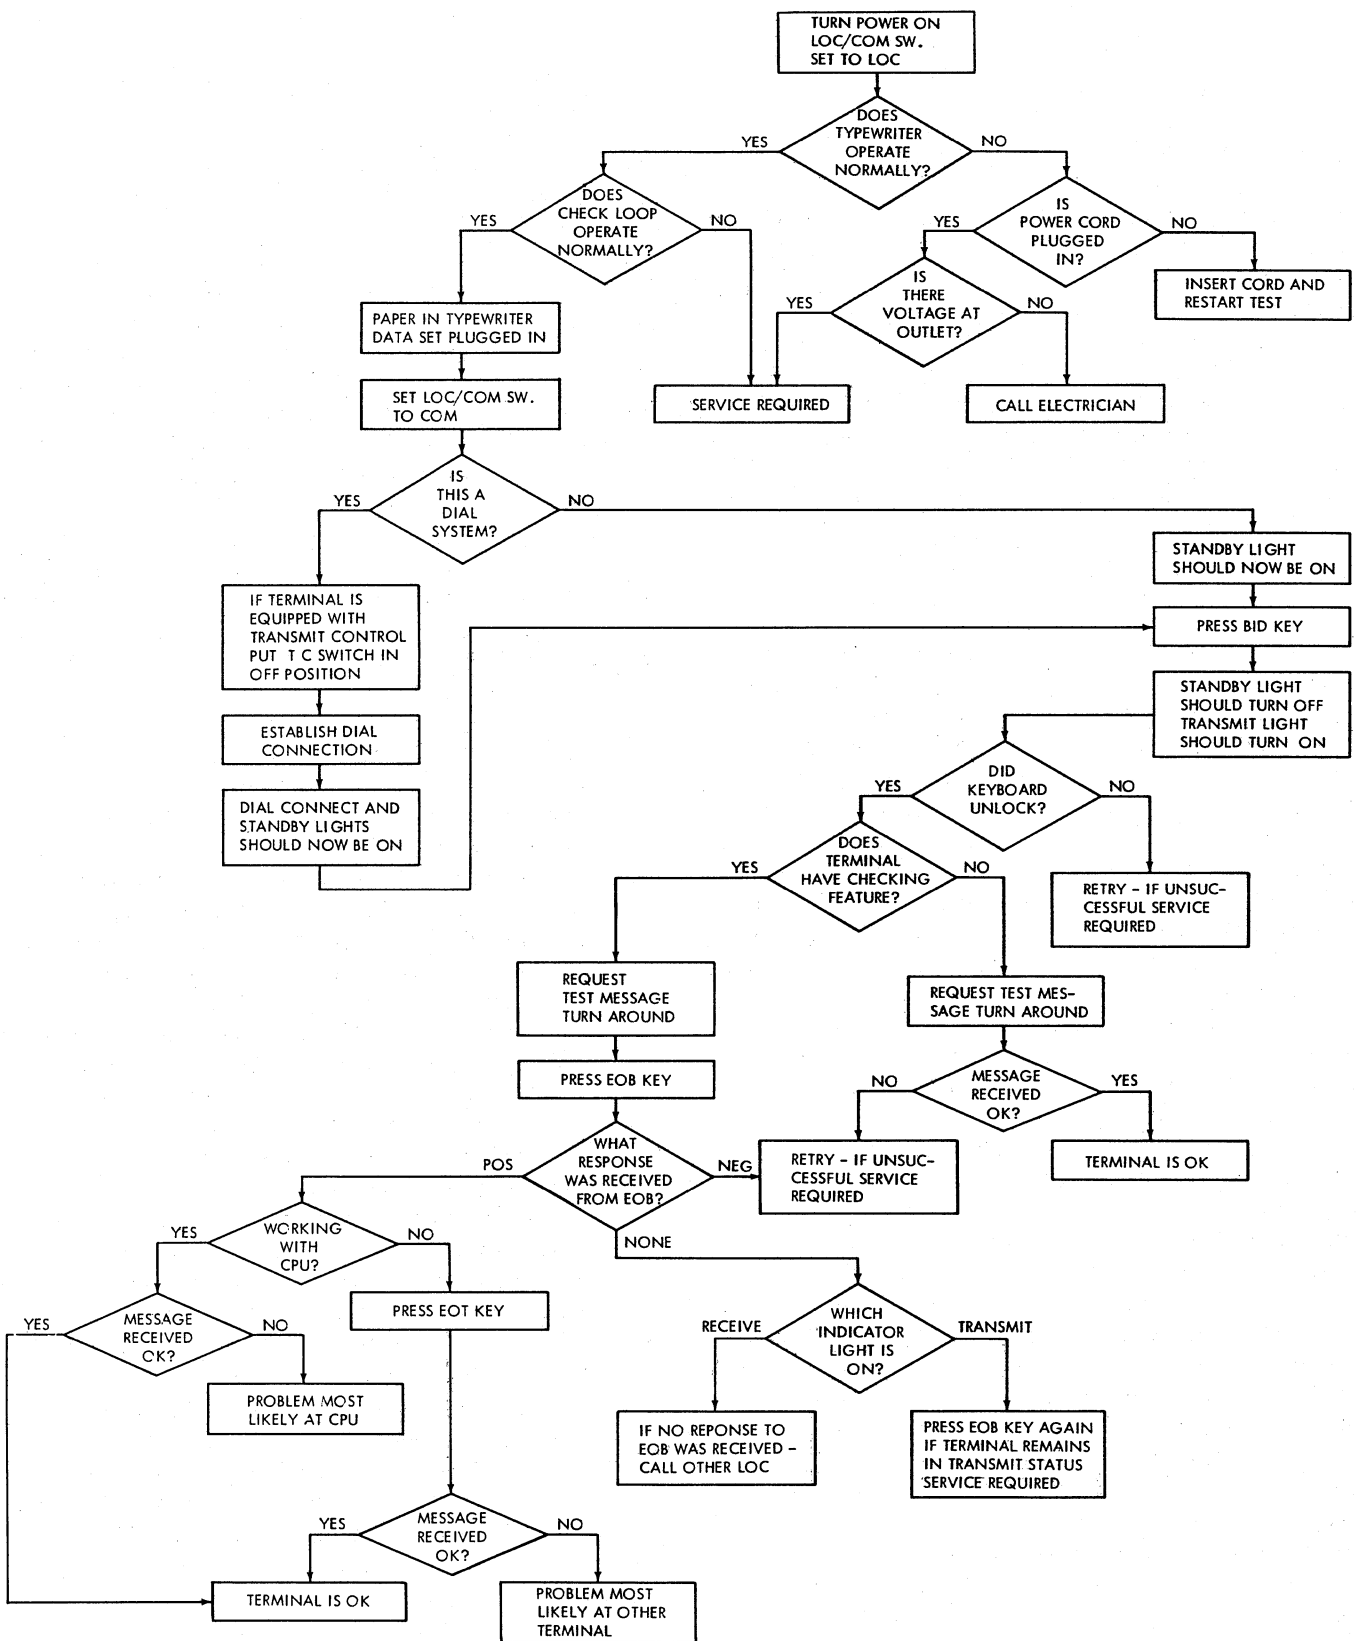 TURN POWER ON
LOC/COM SW.
SET TO LOC
DOES
TYPEWRITER
OPERATE
NORMALLY?
YES
NO
DOES
CHECK LOOP
OPERATE
NORMALLY?
YES
NO
IS
POWER CORD
PLUGGED
IN?
YES
NO
INSERT CORD AND
RESTART TEST
IS
THERE
VOLTAGE AT
OUTLET?
YES
NO
PAPER IN TYPEWRITER
DATA SET PLUGGED IN
SET LOC/COM SW.
TO COM
SERVICE REQUIRED
CALL ELECTRICIAN
IS
THIS A
DIAL
SYSTEM?
YES
NO
STANDBY LIGHT
SHOULD NOW BE ON
IF TERMINAL IS
EQUIPPED WITH
TRANSMIT CONTROL
PUT T C SWITCH IN
OFF POSITION
PRESS BID KEY
STANDBY LIGHT
SHOULD TURN OFF
TRANSMIT LIGHT
SHOULD TURN ON
ESTABLISH DIAL
CONNECTION
DIAL CONNECT AND
STANDBY LIGHTS
SHOULD NOW BE ON
DID
KEYBOARD
UNLOCK?
YES
NO
DOES
TERMINAL
HAVE CHECKING
FEATURE?
YES
NO
RETRY - IF UNSUC-
CESSFUL SERVICE
REQUIRED
REQUEST
TEST MESSAGE
TURN AROUND
REQUEST TEST MES-
SAGE TURN AROUND
PRESS EOB KEY
MESSAGE
RECEIVED
OK?
NO
YES
WHAT
RESPONSE
WAS RECEIVED
FROM EOB?
POS
NEG
NONE
RETRY - IF UNSUC-
CESSFUL SERVICE
REQUIRED
TERMINAL IS OK
WORKING
WITH
CPU?
YES
NO
MESSAGE
RECEIVED
OK?
YES
NO
PRESS EOT KEY
WHICH
INDICATOR
LIGHT IS
ON?
RECEIVE
TRANSMIT
PROBLEM MOST
LIKELY AT CPU
IF NO REPONSE TO
EOB WAS RECEIVED -
CALL OTHER LOC
PRESS EOB KEY AGAIN
IF TERMINAL REMAINS
IN TRANSMIT STATUS
SERVICE REQUIRED
MESSAGE
RECEIVED
OK?
YES
NO
TERMINAL IS OK
PROBLEM MOST
LIKELY AT OTHER
TERMINAL